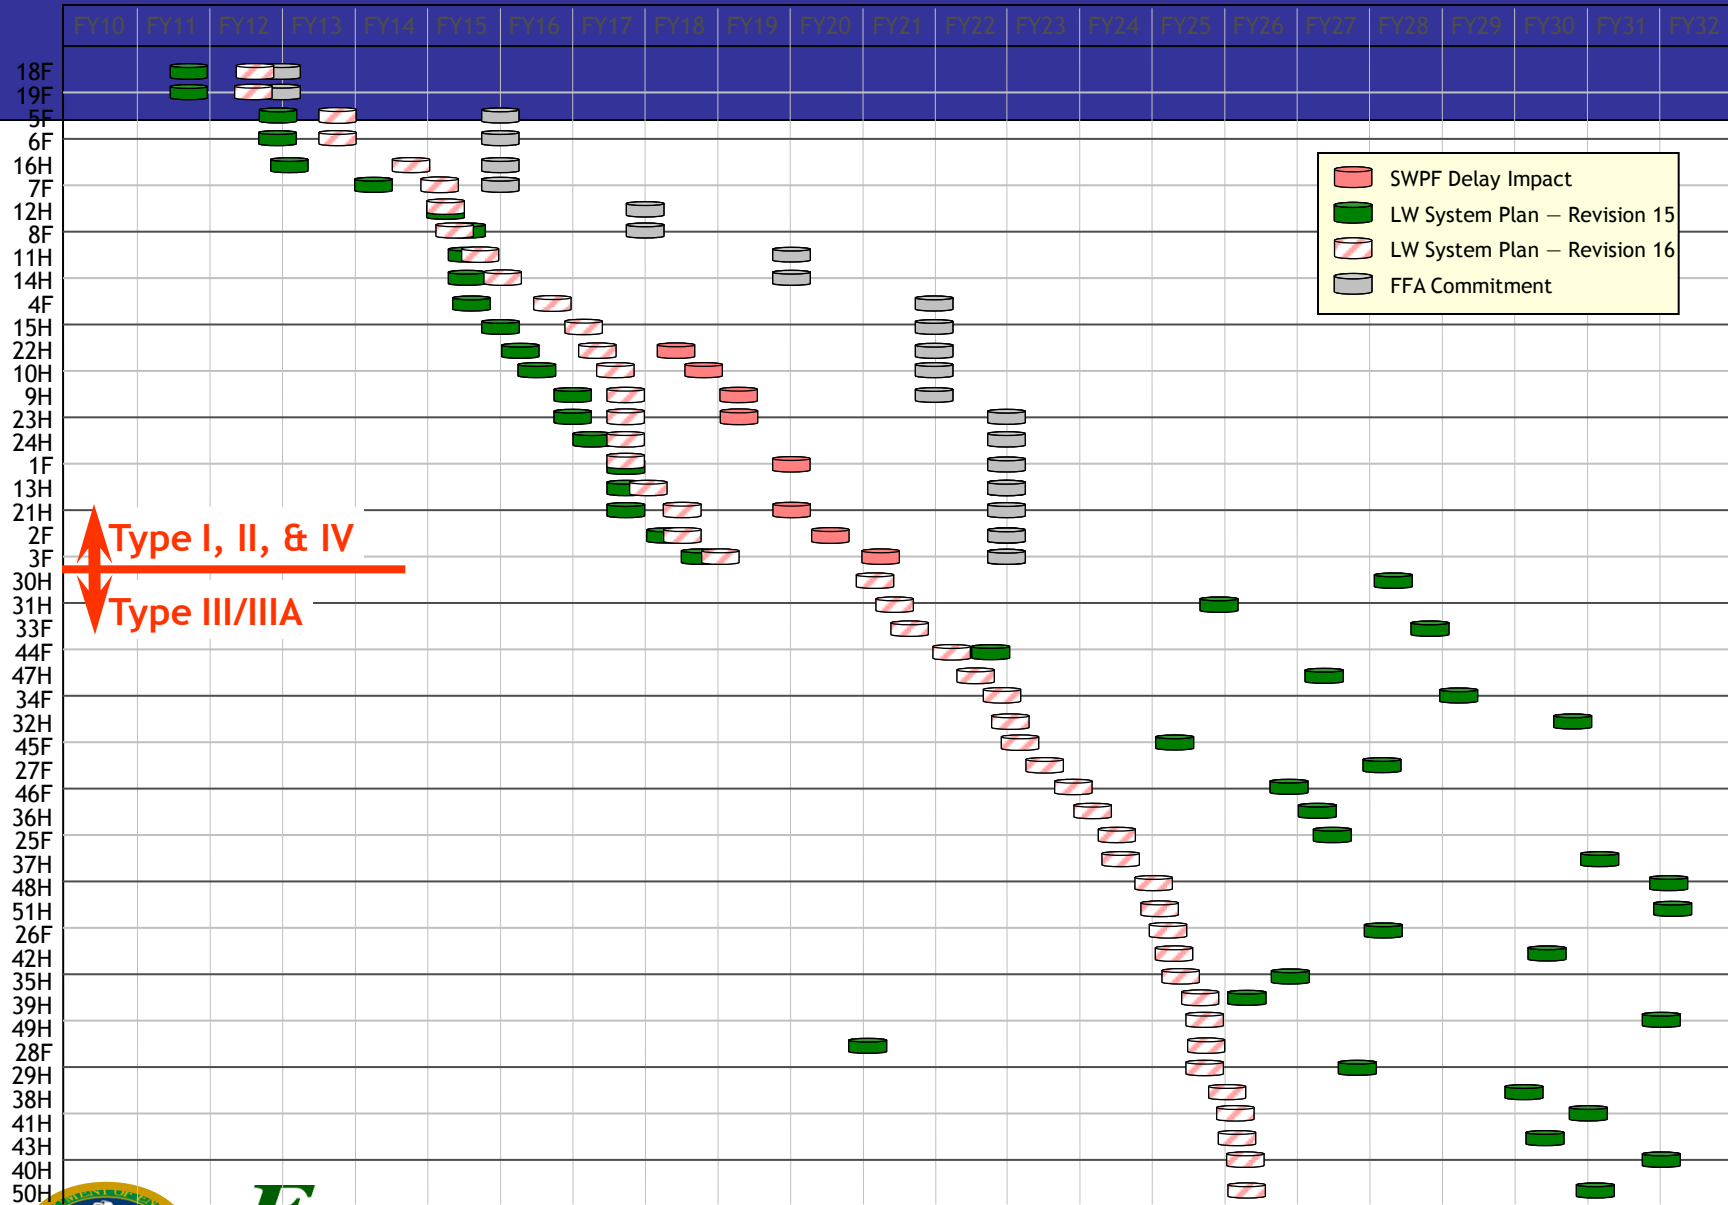 FY10 FY11 FY12 FY13 FY14 FY15 FY16 FY17 FY18 FY19 FY20 FY21 FY22 FY23 FY24 FY25 FY26 FY27 FY28 FY29 FY30 FY31 FY32
18F
19F
5F
6F
16H
7F
12H
8F
11H
14H
4F
15H
22H
10H
9H
23H
24H
1F
13H
21H
2F
3F
30H
31H
33F
44F
47H
34F
32H
45F
27F
46F
36H
25F
37H
48H
51H
26F
42H
35H
39H
49H
28F
29H
38H
41H
43H
40H
50H
SWPF Delay Impact
LW System Plan – Revision 15
LW System Plan – Revision 16
FFA Commitment
Type I, II, & IV
Type III/IIIA